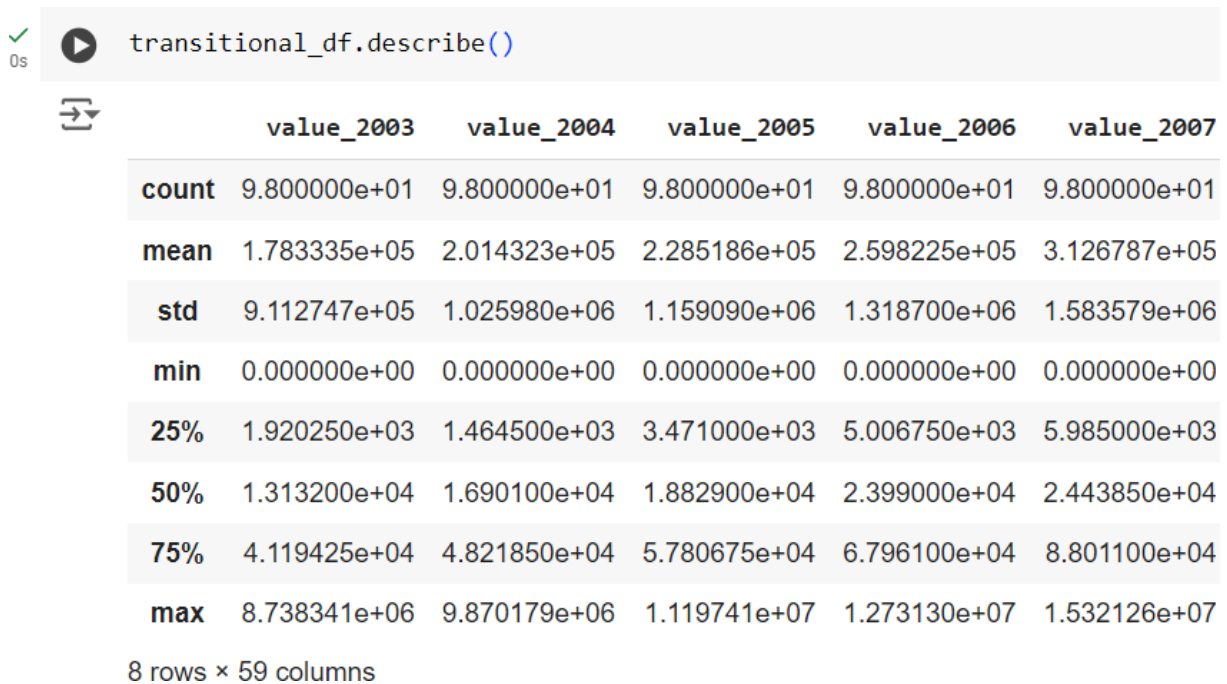 transitional_df.describe()
0s
value_2003 value_2004 value_2005 value_2006 value_2007
count 9.800000e+01 9.800000e+01 9.800000e+01 9.800000e+01 9.800000e+01
mean 1.783335e+05 2.014323e+05 2.285186e+05 2.598225e+05 3.126787e+05
std 9.112747e+05 1.025980e+06 1.159090e+06 1.318700e+06 1.583579e+06
min 0.000000e+00 0.000000e+00 0.000000e+00 0.000000e+00 0.000000e+00
25% 1.920250e+03 1.464500e+03 3.471000e+03 5.006750e+03 5.985000e+03
50% 1.313200e+04 1.690100e+04 1.882900e+04 2.399000e+04 2.443850e+04
75% 4.119425e+04 4.821850e+04 5.780675e+04 6.796100e+04 8.801100e+04
max 8.738341e+06 9.870179e+06 1.119741e+07 1.273130e+07 1.532126e+07
8 rows × 59 columns